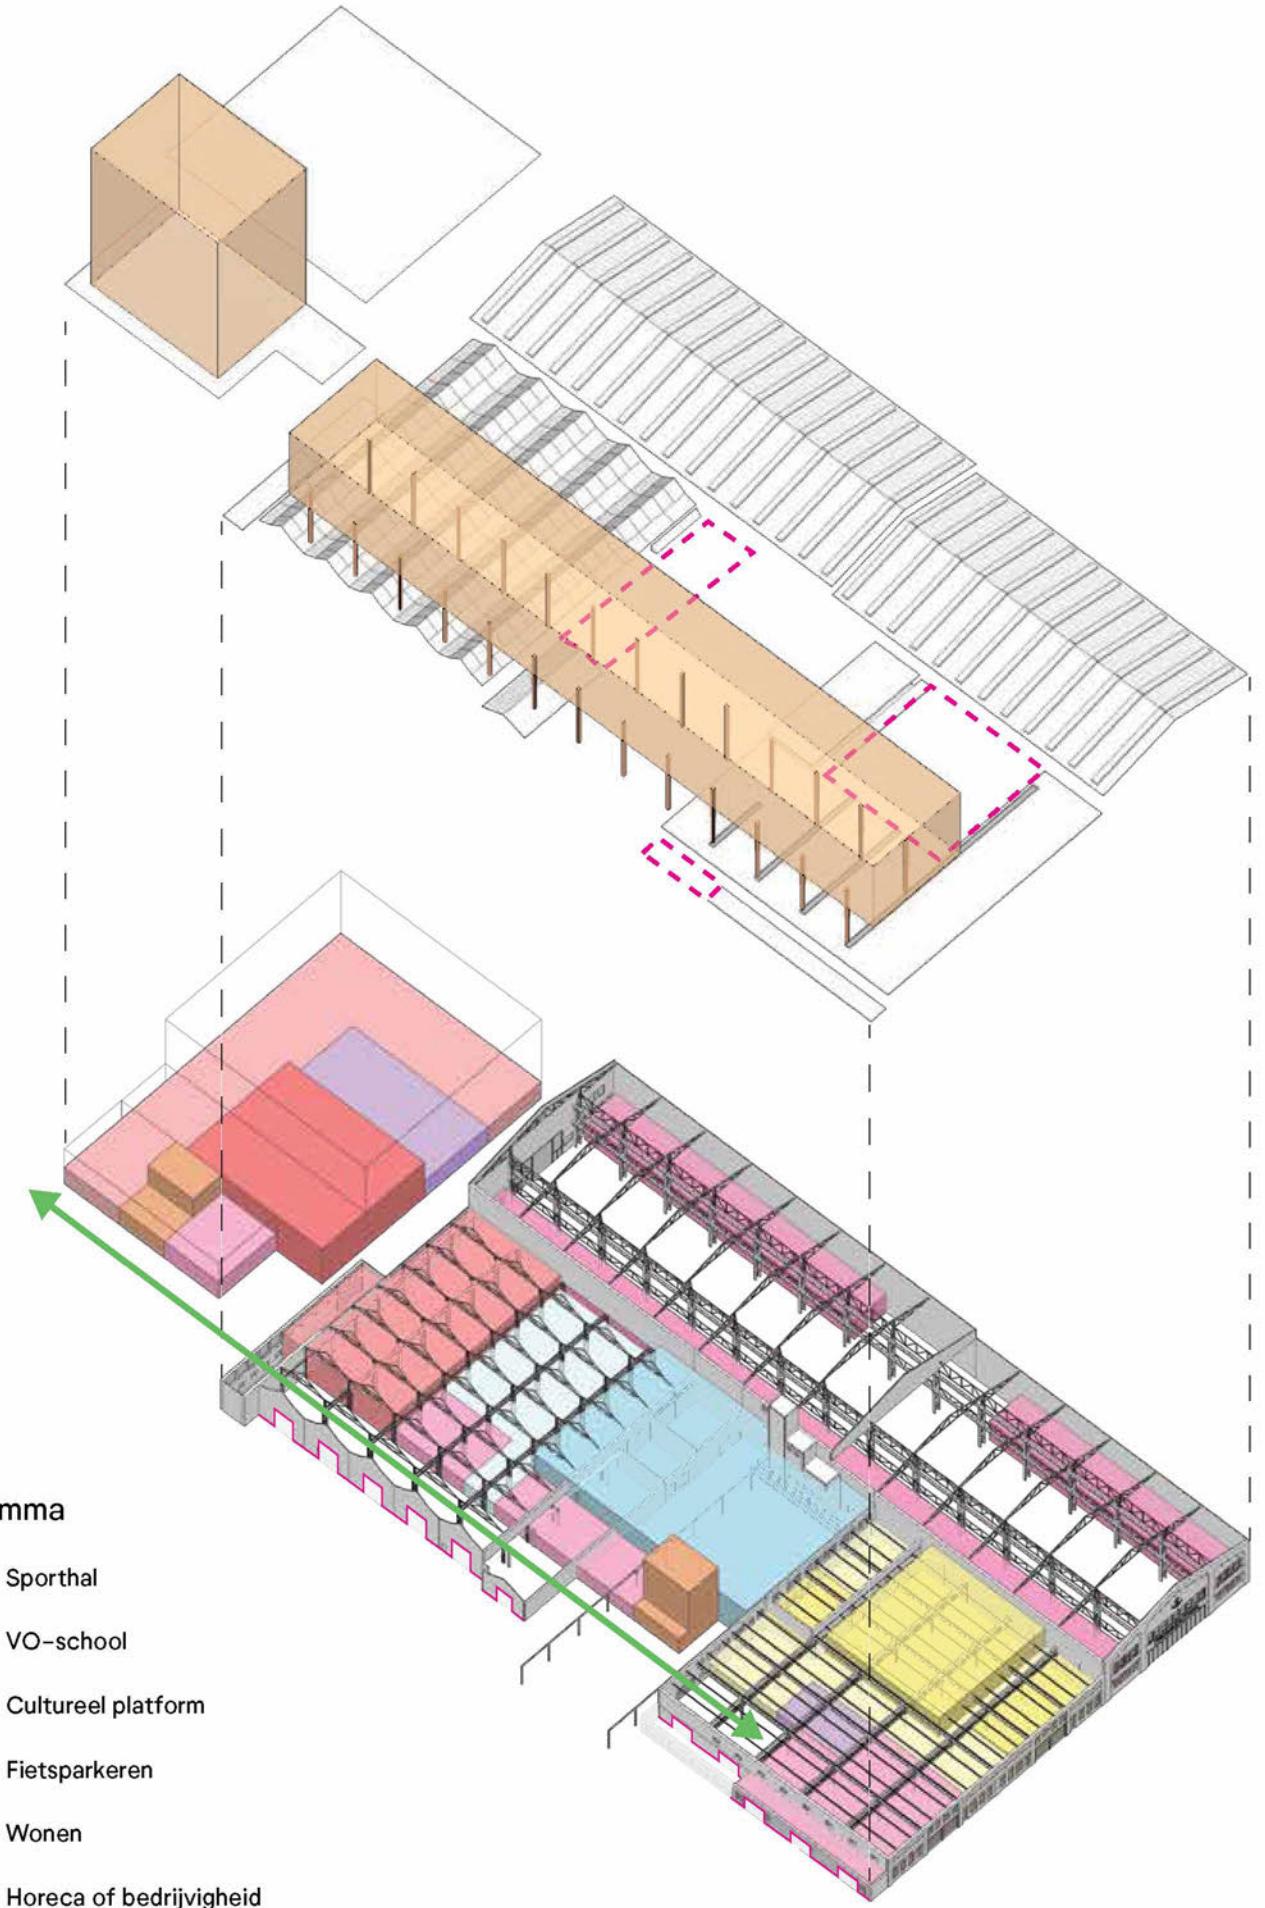 mma
Sporthal
VO-school
Cultureel platform
Fietsparkeren
Wonen
Horeca of bedrijvigheid